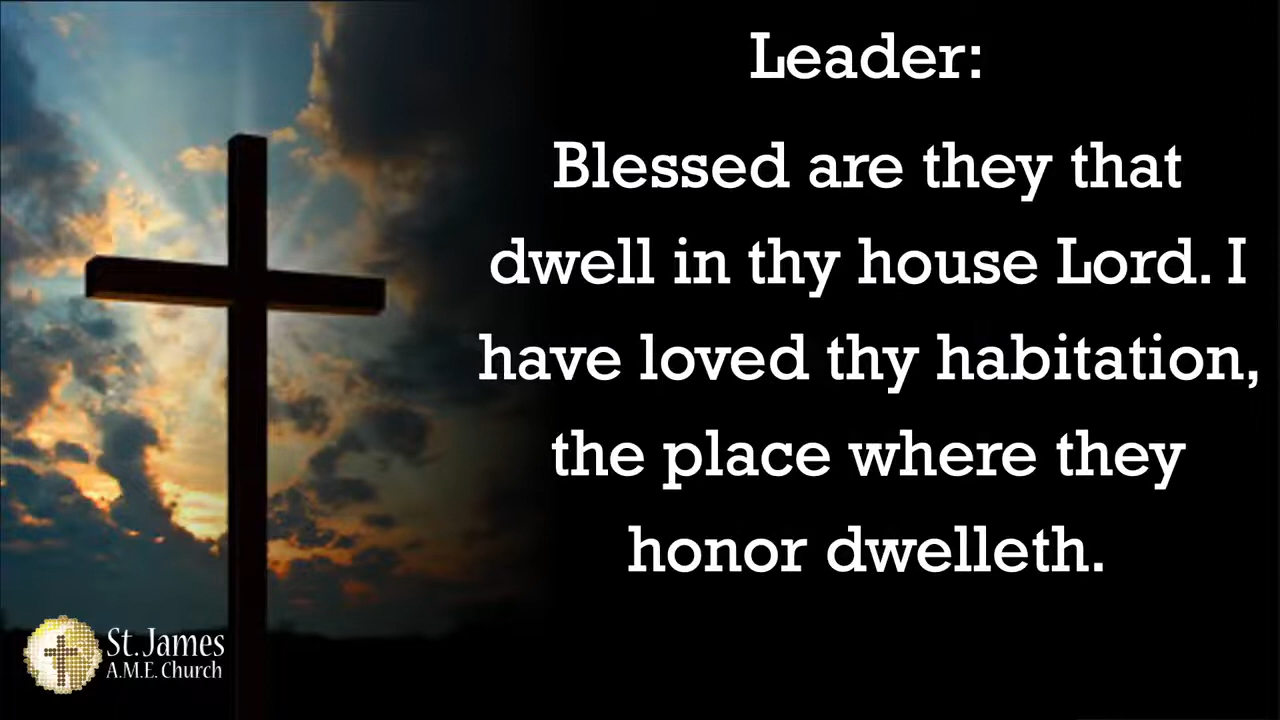 Leader:
Blessed are they that
dwell in thy house Lord. I
have loved thy habitation,
the place where they
honor dwelleth.
St. James
A.M.E. Church